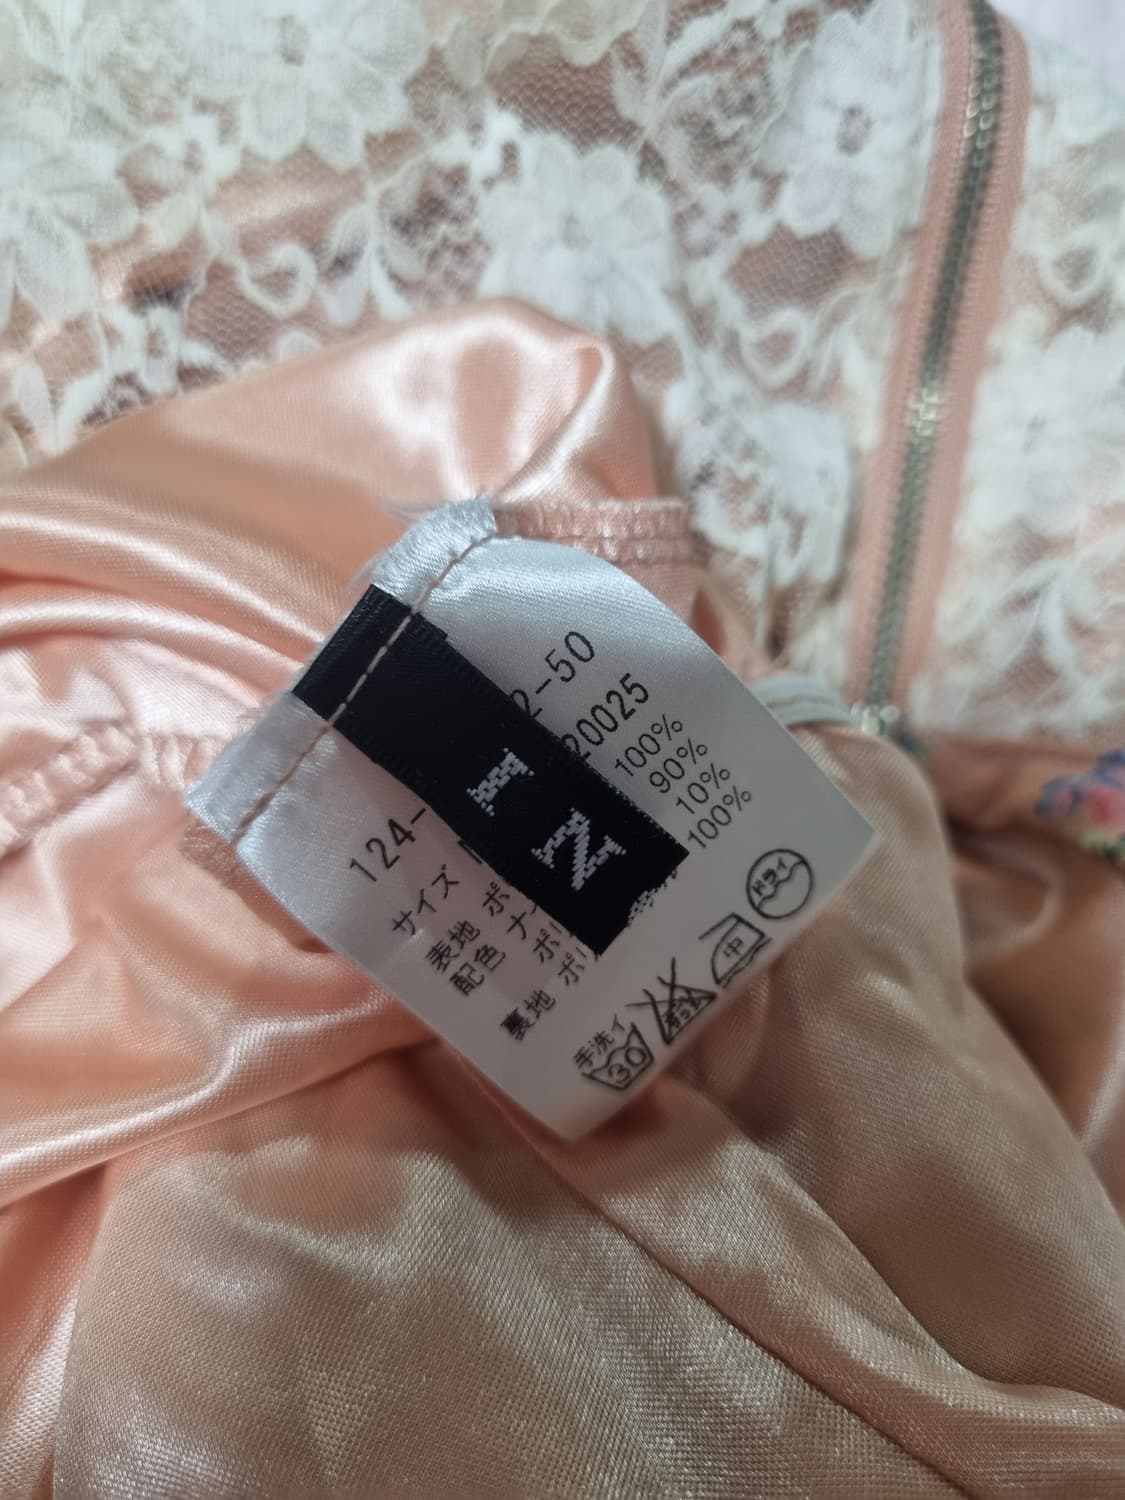 124-
2-50
サイズ
20025
表地 ポ 100%
配色 ナ 90%
ポ 10%
裏地 ポ 100%
手洗イ
30
中
ドライ